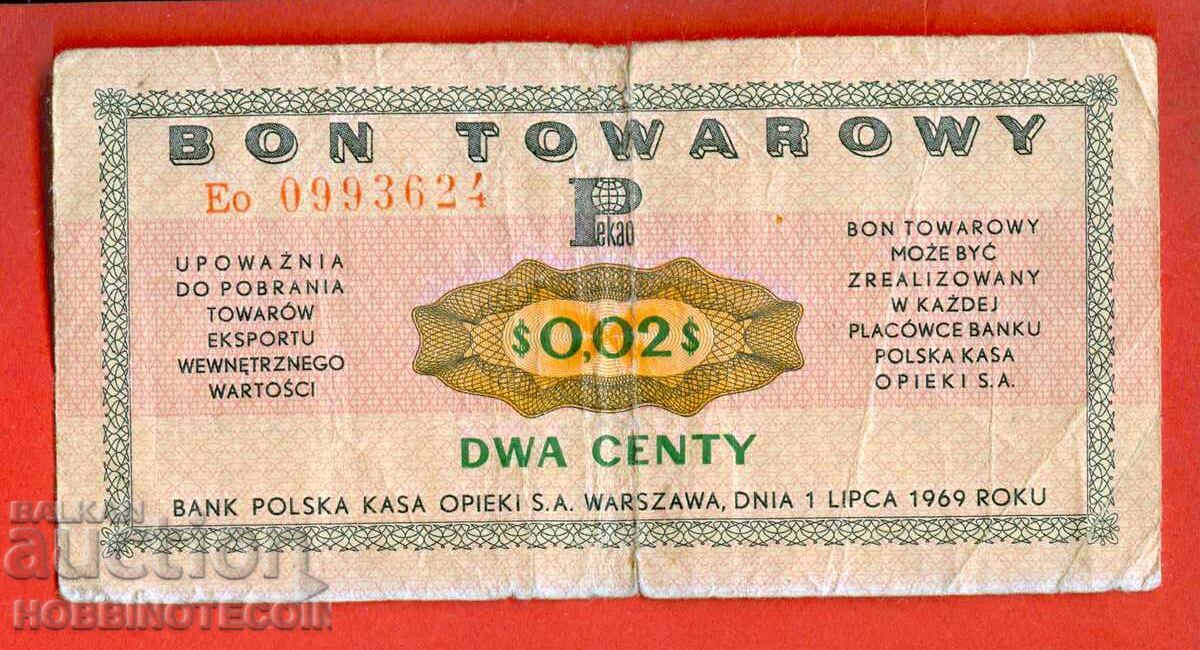 BON TOWAROWY
Eo 0993624
Pekao
UPOWAŻNIA
DO POBRANIA
TOWARÓW
EKSPORTU
WEWNĘTRZNEGO
WARTOŚCI
$0,02$
BON TOWAROWY
MOŻE BYĆ
ZREALIZOWANY
W KAŻDEJ
PLACÓWCE BANKU
POLSKA KASA
OPIEKI S.A.
DWA CENTY
BANK POLSKA KASA OPIEKI S.A. WARSZAWA, DNIA 1 LIPCA 1969 ROKU
BALKAN
auction
HOBBINOTECOIN